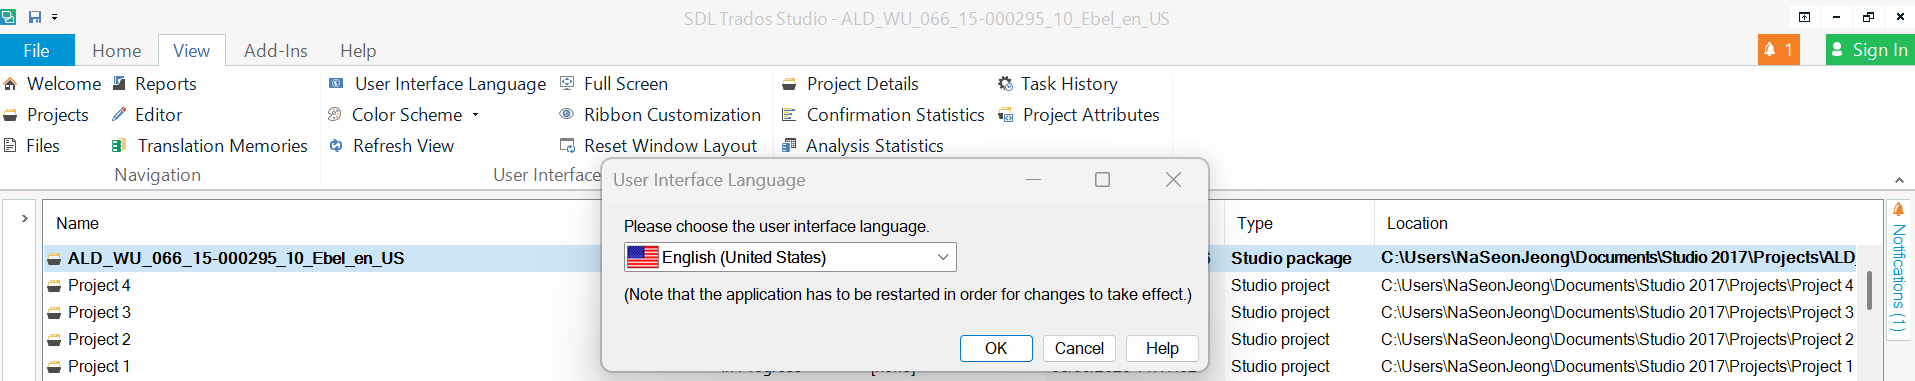 SDL Trados Studio - ALD_WU_066_15-000295_10_Ebel_en_US
File Home View Add-Ins Help 1 Sign In
Welcome Reports User Interface Language Full Screen Project Details Task History
Projects Editor Color Scheme Ribbon Customization Confirmation Statistics Project Attributes
Files Translation Memories Refresh View Reset Window Layout Analysis Statistics
Navigation User Interface
User Interface Language
Name Type Location
Please choose the user interface language.
English (United States)
(Note that the application has to be restarted in order for changes to take effect.)
OK Cancel Help
ALD_WU_066_15-000295_10_Ebel_en_US Studio package C:\Users\NaSeonJeong\Documents\Studio 2017\Projects\ALD_
Project 4 Studio project C:\Users\NaSeonJeong\Documents\Studio 2017\Projects\Project 4
Project 3 Studio project C:\Users\NaSeonJeong\Documents\Studio 2017\Projects\Project 3
Project 2 Studio project C:\Users\NaSeonJeong\Documents\Studio 2017\Projects\Project 2
Project 1 Studio project C:\Users\NaSeonJeong\Documents\Studio 2017\Projects\Project 1
Notifications (1)